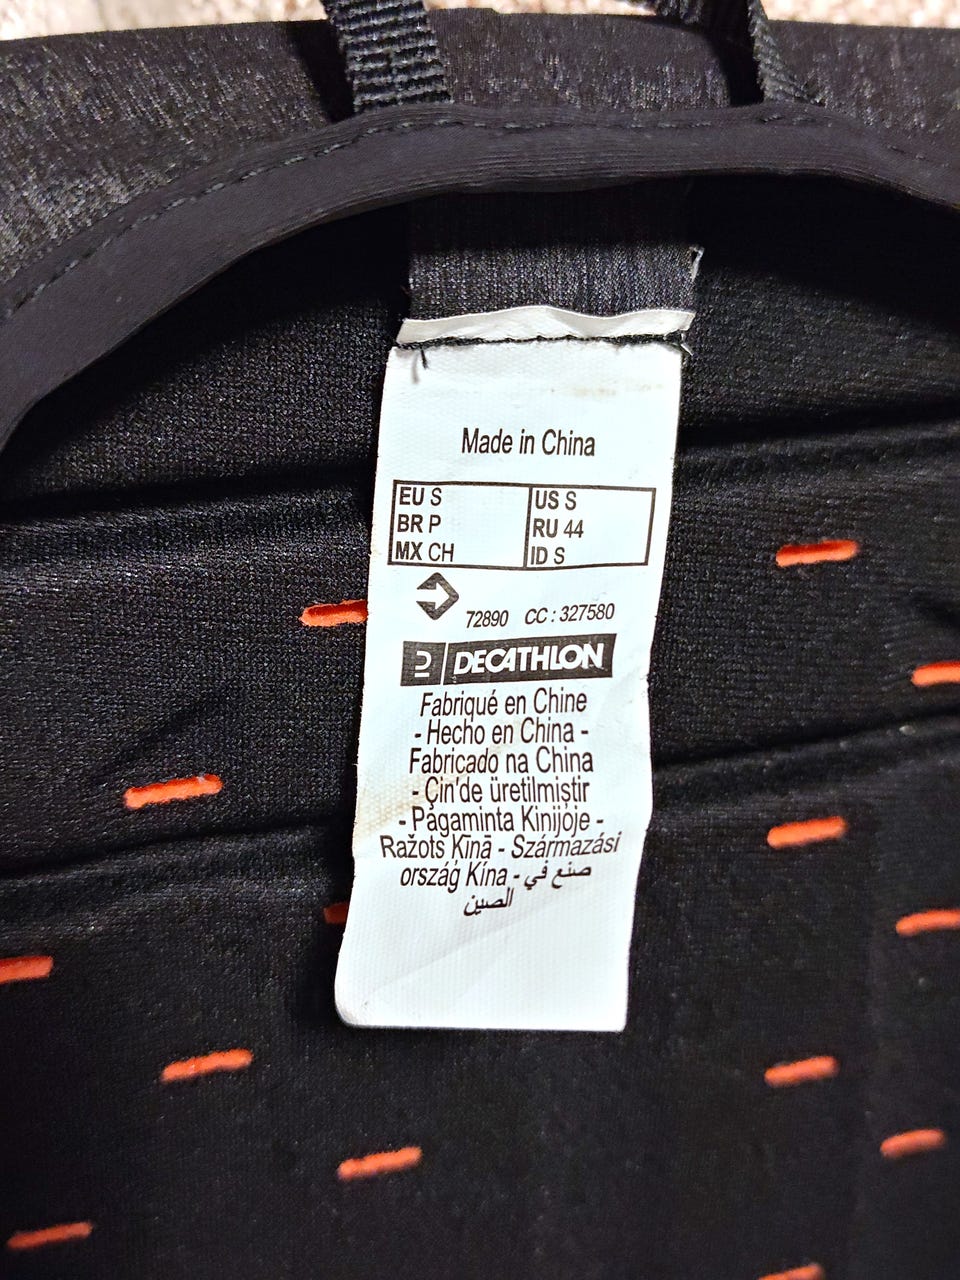 Made in China
EU S US S
BR P RU 44
MX CH ID S
72890 CC : 327580
DECATHLON
Fabriqué en Chine
- Hecho en China -
Fabricado na China
- Çin'de üretilmiştir
- Pagaminta Kinijoje -
Ražots Ķīnā - Származási
ország Kína - صنع في
الصين